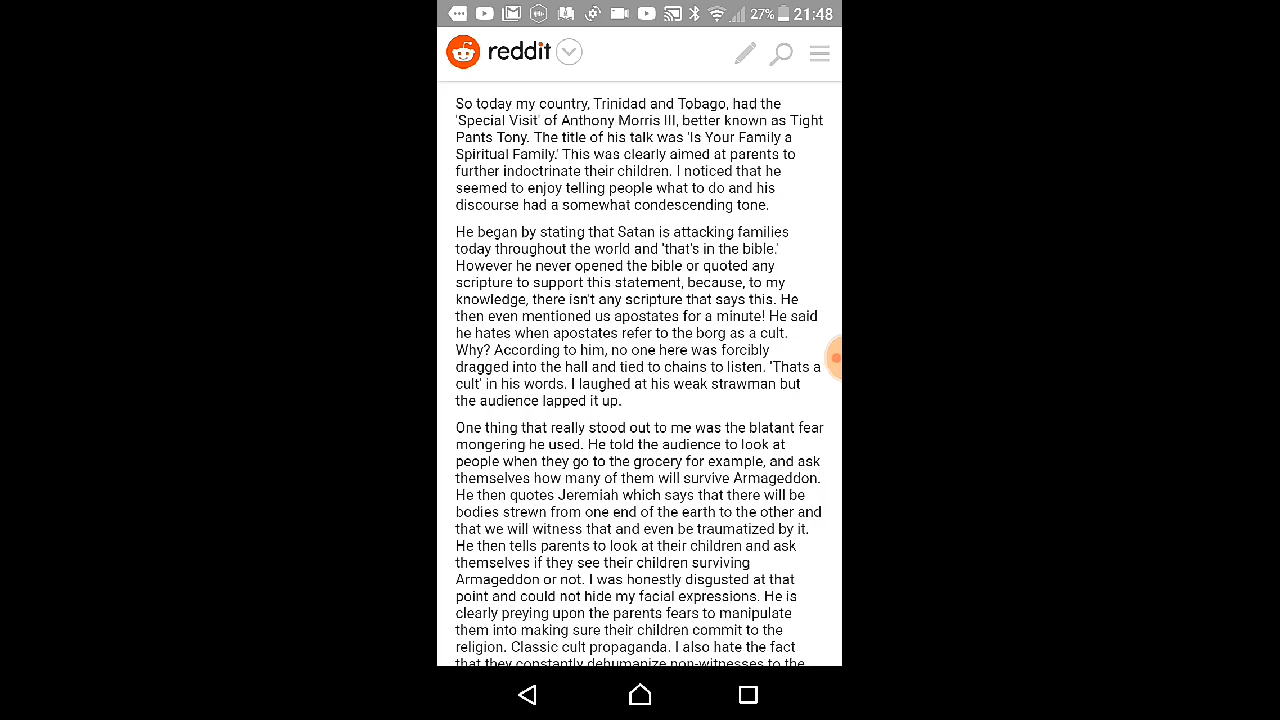 27% 21:48
reddit
So today my country, Trinidad and Tobago, had the
'Special Visit' of Anthony Morris III, better known as Tight
Pants Tony. The title of his talk was 'Is Your Family a
Spiritual Family.' This was clearly aimed at parents to
further indoctrinate their children. I noticed that he
seemed to enjoy telling people what to do and his
discourse had a somewhat condescending tone.
He began by stating that Satan is attacking families
today throughout the world and 'that's in the bible.'
However he never opened the bible or quoted any
scripture to support this statement, because, to my
knowledge, there isn't any scripture that says this. He
then even mentioned us apostates for a minute! He said
he hates when apostates refer to the borg as a cult.
Why? According to him, no one here was forcibly
dragged into the hall and tied to chains to listen. 'Thats a
cult' in his words. I laughed at his weak strawman but
the audience lapped it up.
One thing that really stood out to me was the blatant fear
mongering he used. He told the audience to look at
people when they go to the grocery for example, and ask
themselves how many of them will survive Armageddon.
He then quotes Jeremiah which says that there will be
bodies strewn from one end of the earth to the other and
that we will witness that and even be traumatized by it.
He then tells parents to look at their children and ask
themselves if they see their children surviving
Armageddon or not. I was honestly disgusted at that
point and could not hide my facial expressions. He is
clearly preying upon the parents fears to manipulate
them into making sure their children commit to the
religion. Classic cult propaganda. I also hate the fact
that they constantly dehumanize non-witnesses to the